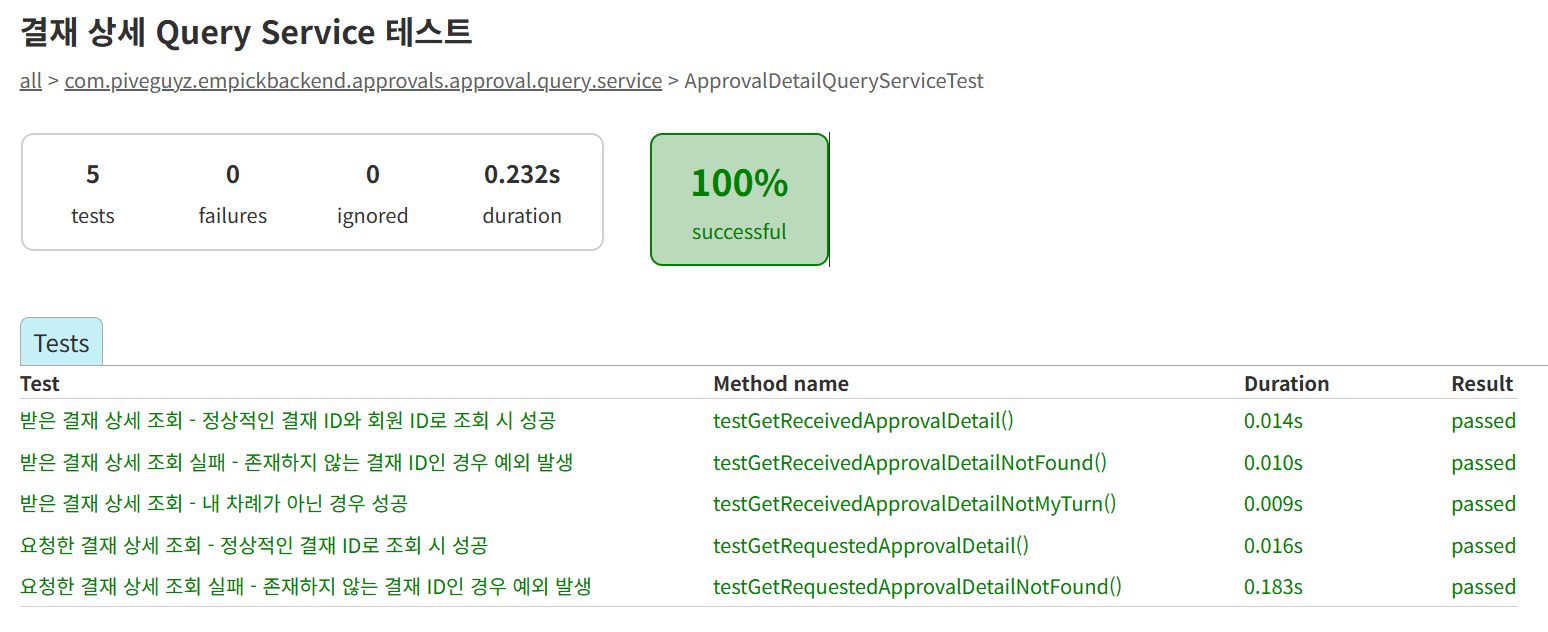 결재 상세 Query Service 테스트
all > com.piveguyz.empickbackend.approvals.approval.query.service > ApprovalDetailQueryServiceTest
5 0 0 0.232s
tests failures ignored duration
100%
successful
Tests
Test Method name Duration Result
받은 결재 상세 조회 - 정상적인 결재 ID와 회원 ID로 조회 시 성공 testGetReceivedApprovalDetail() 0.014s passed
받은 결재 상세 조회 실패 - 존재하지 않는 결재 ID인 경우 예외 발생 testGetReceivedApprovalDetailNotFound() 0.010s passed
받은 결재 상세 조회 - 내 차례가 아닌 경우 성공 testGetReceivedApprovalDetailNotMyTurn() 0.009s passed
요청한 결재 상세 조회 - 정상적인 결재 ID로 조회 시 성공 testGetRequestedApprovalDetail() 0.016s passed
요청한 결재 상세 조회 실패 - 존재하지 않는 결재 ID인 경우 예외 발생 testGetRequestedApprovalDetailNotFound() 0.183s passed